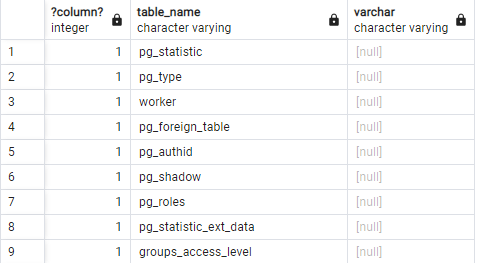 ?column? table_name varchar
integer character varying character varying
1 1 pg_statistic [null]
2 1 pg_type [null]
3 1 worker [null]
4 1 pg_foreign_table [null]
5 1 pg_authid [null]
6 1 pg_shadow [null]
7 1 pg_roles [null]
8 1 pg_statistic_ext_data [null]
9 1 groups_access_level [null]